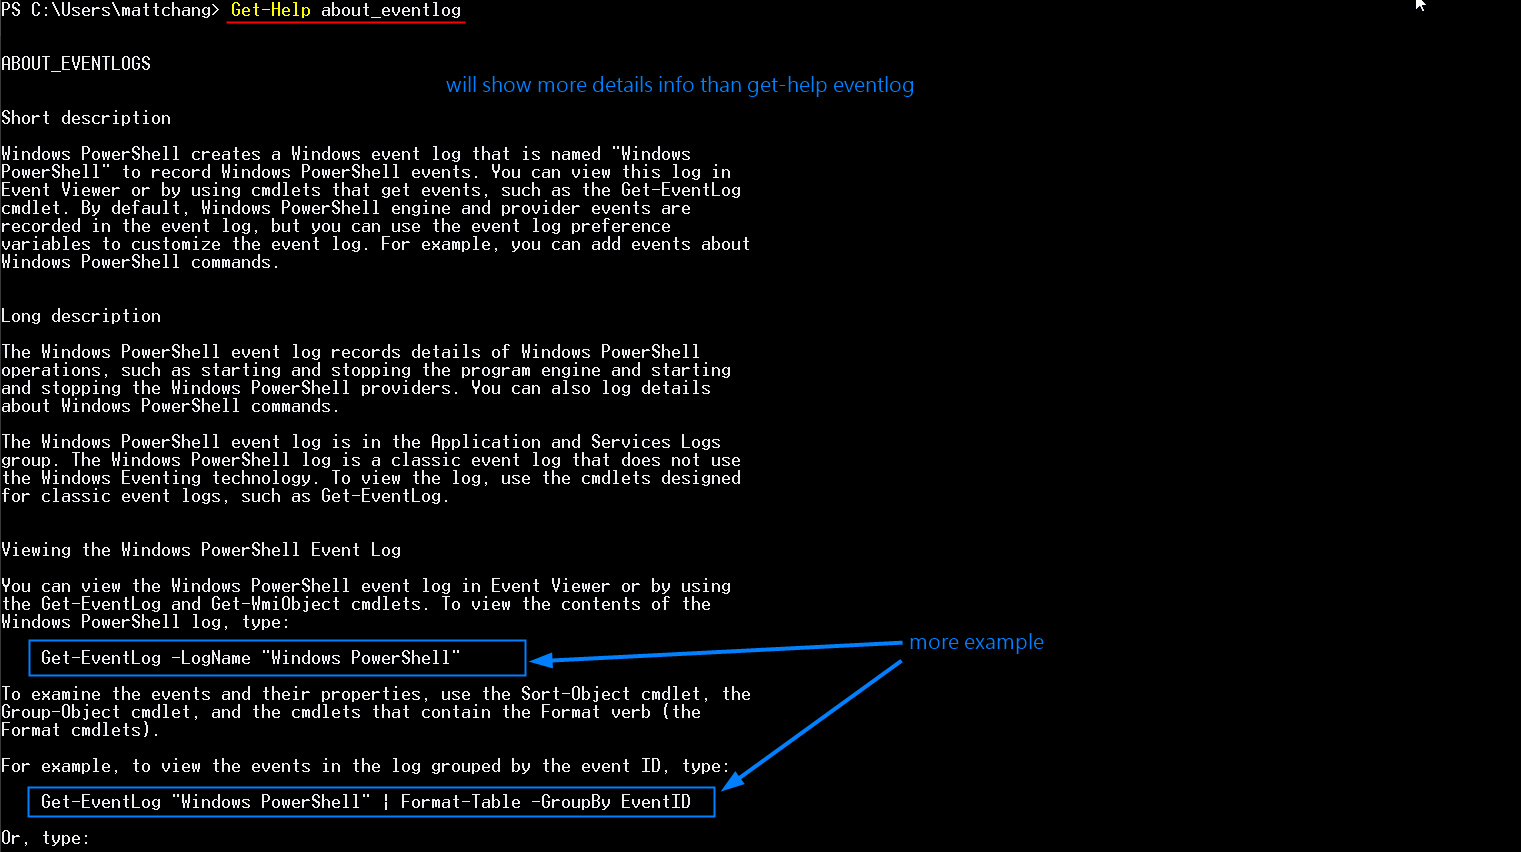 PS C:\Users\mattchang> Get-Help about_eventlog
ABOUT_EVENTLOGS
will show more details info than get-help eventlog
Short description
Windows PowerShell creates a Windows event log that is named "Windows
PowerShell" to record Windows PowerShell events. You can view this log in
Event Viewer or by using cmdlets that get events, such as the Get-EventLog
cmdlet. By default, Windows PowerShell engine and provider events are
recorded in the event log, but you can use the event log preference
variables to customize the event log. For example, you can add events about
Windows PowerShell commands.
Long description
The Windows PowerShell event log records details of Windows PowerShell
operations, such as starting and stopping the program engine and starting
and stopping the Windows PowerShell providers. You can also log details
about Windows PowerShell commands.
The Windows PowerShell event log is in the Application and Services Logs
group. The Windows PowerShell log is a classic event log that does not use
the Windows Eventing technology. To view the log, use the cmdlets designed
for classic event logs, such as Get-EventLog.
Viewing the Windows PowerShell Event Log
You can view the Windows PowerShell event log in Event Viewer or by using
the Get-EventLog and Get-WmiObject cmdlets. To view the contents of the
Windows PowerShell log, type:
more example
Get-EventLog -LogName "Windows PowerShell"
To examine the events and their properties, use the Sort-Object cmdlet, the
Group-Object cmdlet, and the cmdlets that contain the Format verb (the
Format cmdlets).
For example, to view the events in the log grouped by the event ID, type:
Get-EventLog "Windows PowerShell" | Format-Table -GroupBy EventID
Or, type: